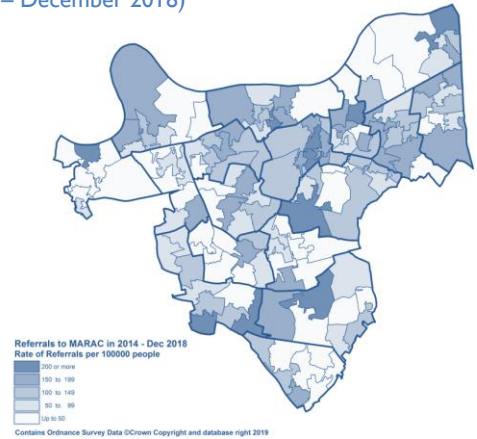 – December 2018)
Referrals to MARAC in 2014 - Dec 2018
Rate of Referrals per 100000 people
200 or more
150 to 199
100 to 149
50 to 99
Up to 50
Contains Ordnance Survey Data ©Crown Copyright and database right 2019